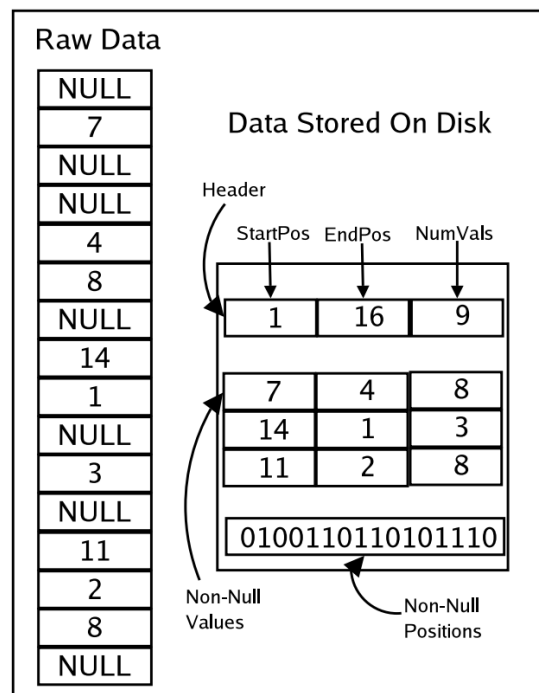 Raw Data
NULL
7
NULL
NULL
4
8
NULL
14
1
NULL
3
NULL
11
2
8
NULL
Data Stored On Disk
Header
StartPos EndPos NumVals
1 16 9
7 4 8
14 1 3
11 2 8
0100110110101110
Non-Null
Values
Non-Null
Positions